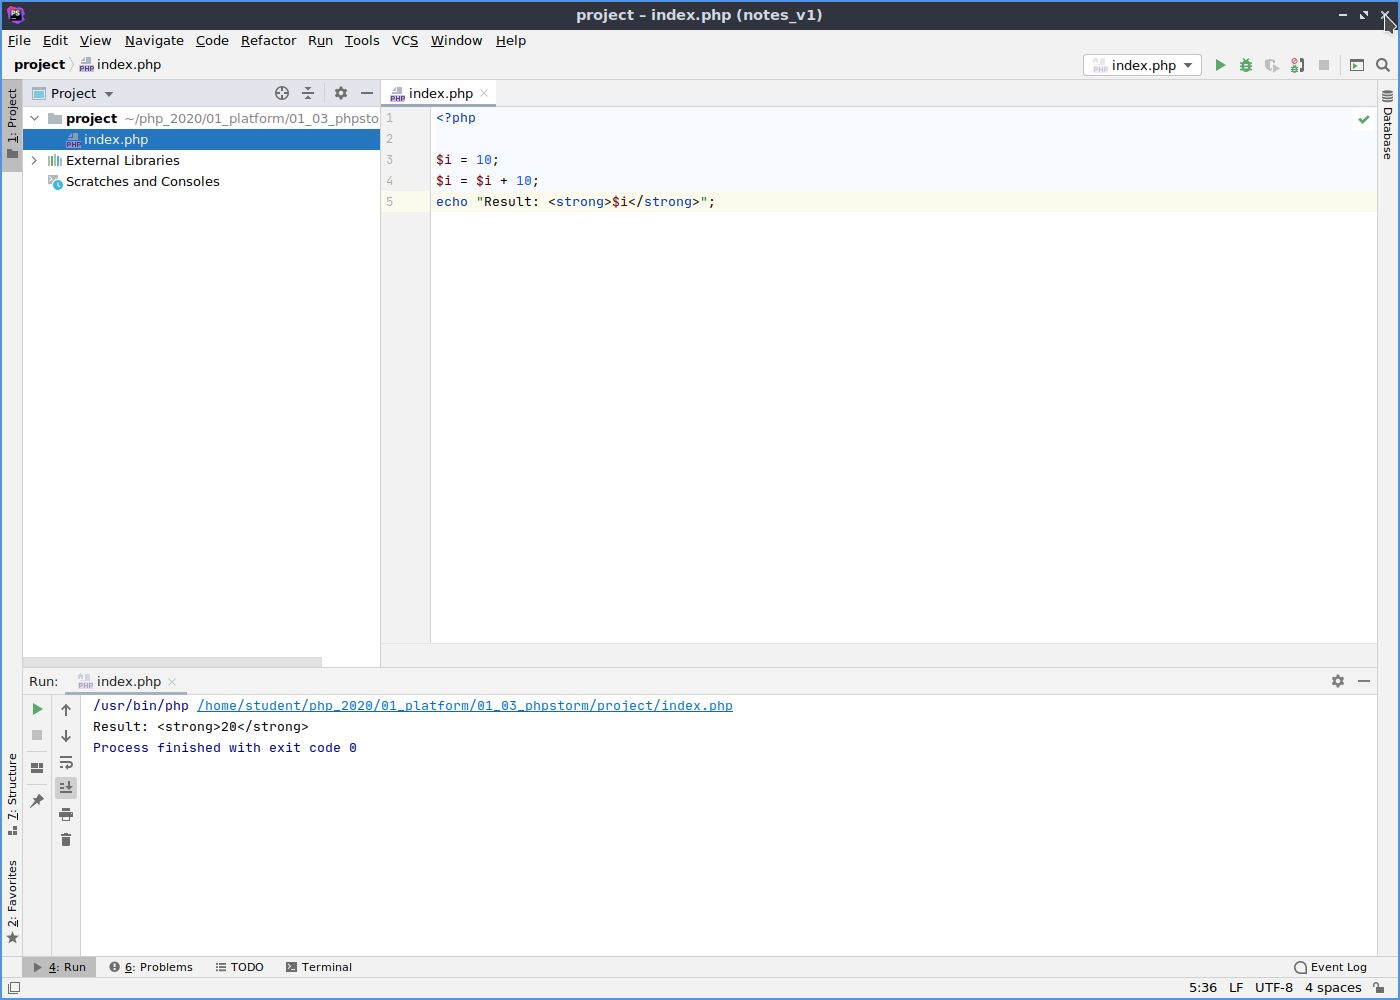 project – index.php (notes_v1)
File Edit View Navigate Code Refactor Run Tools VCS Window Help
project index.php
index.php
1: Project
Project
project ~/php_2020/01_platform/01_03_phpsto
index.php
External Libraries
Scratches and Consoles
index.php
1 <?php
2
3 $i = 10;
4 $i = $i + 10;
5 echo "Result: <strong>$i</strong>";
Database
Run: index.php
/usr/bin/php /home/student/php_2020/01_platform/01_03_phpstorm/project/index.php
Result: <strong>20</strong>
Process finished with exit code 0
7: Structure
2: Favorites
4: Run 6: Problems TODO Terminal Event Log
5:36 LF UTF-8 4 spaces